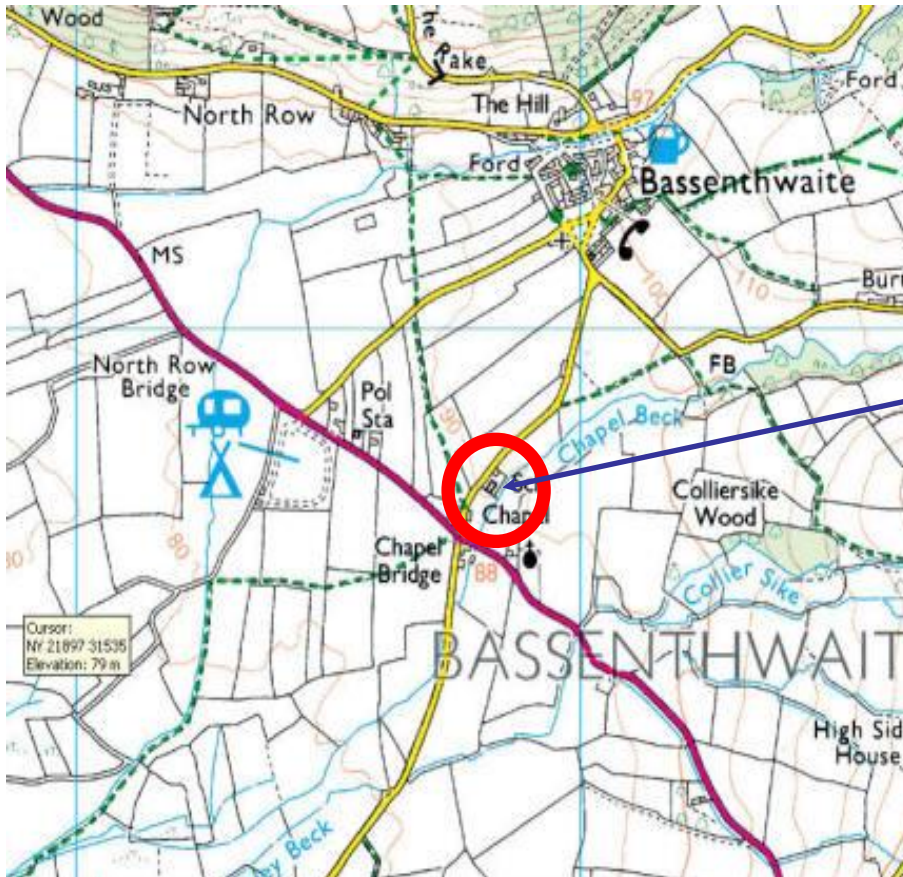 Wood
The Rake
97
Ford
North Row
The Hill
Ford
Bassenthwaite
MS
100
110
North Row
Bridge
FB
Pol
Sta
90
Chapel Beck
Colliersike
Wood
80
Chapel
Chapel
Bridge
88
Collier Sike
Cursor:
NY 21897 31535
Elevation: 79 m
BASSENTHWAIT
High Sid
House
ey Beck